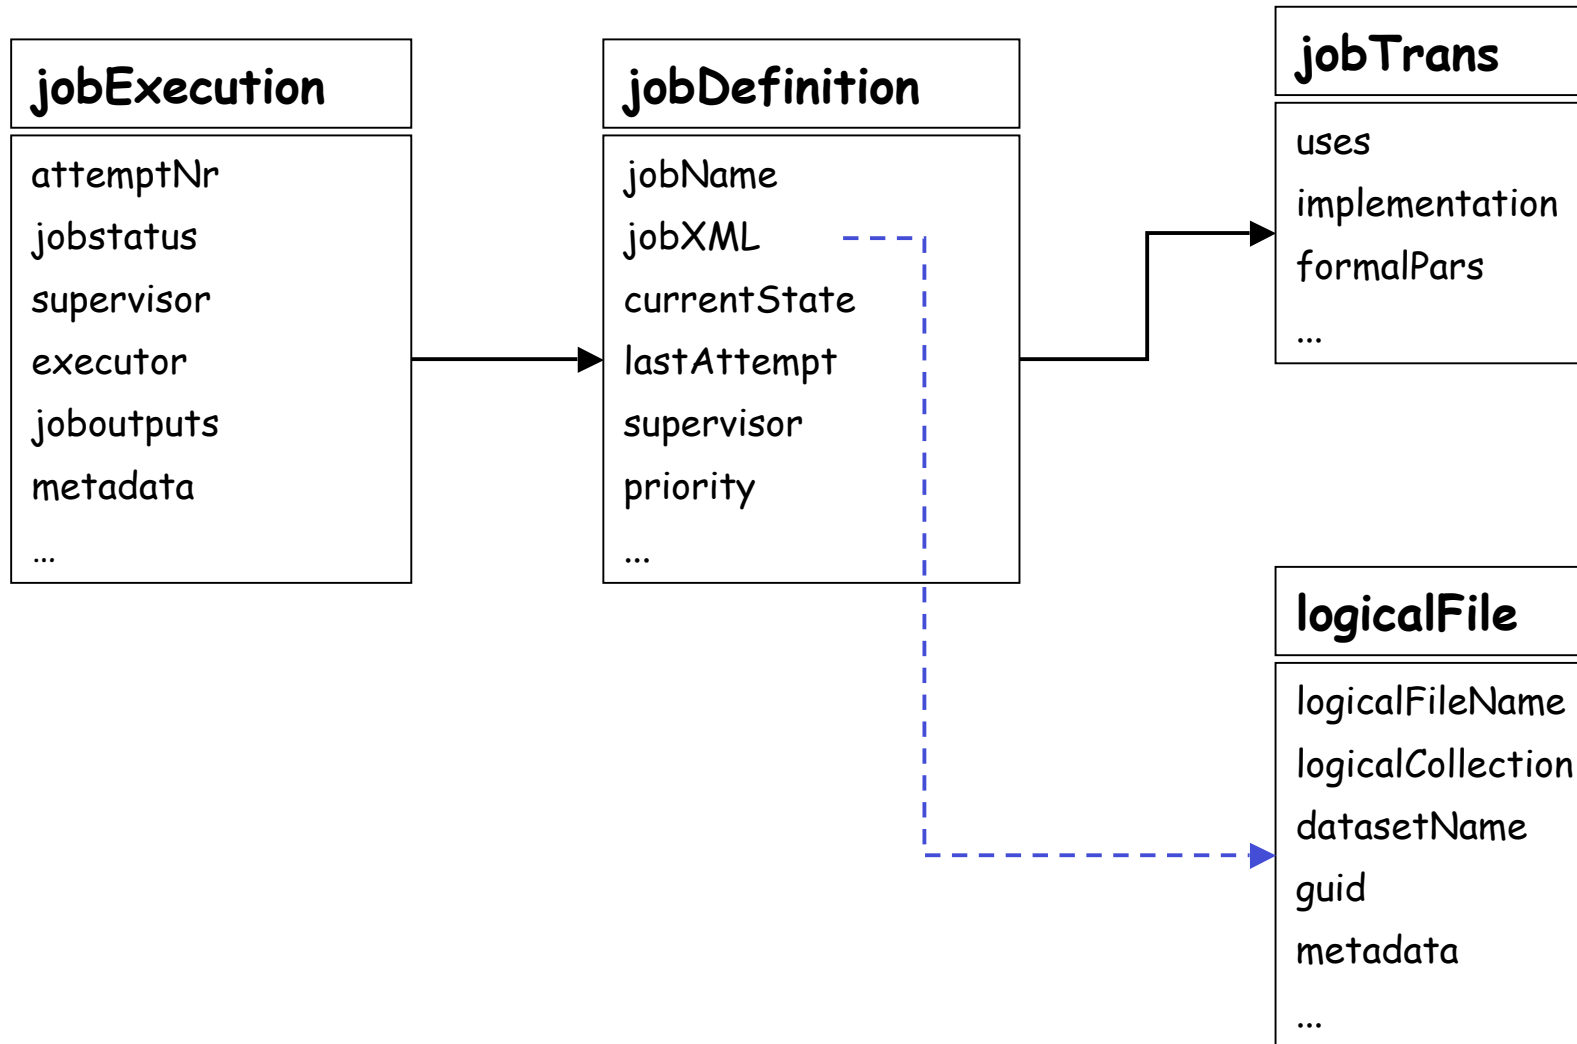 jobExecution
attemptNr
jobstatus
supervisor
executor
joboutputs
metadata
...
jobDefinition
jobName
jobXML
currentState
lastAttempt
supervisor
priority
...
jobTrans
uses
implementation
formalPars
...
logicalFile
logicalFileName
logicalCollection
datasetName
guid
metadata
...